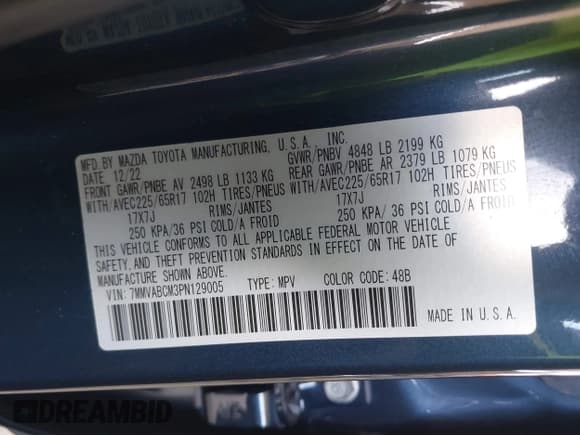 MFD. BY MAZDA TOYOTA MANUFACTURING, U.S.A., INC.
DATE 12/22 GVWR/PNBV 4848 LB 2199 KG
FRONT GAWR/PNBE AV 2498 LB 1133 KG REAR GAWR/PNBE AR 2379 LB 1079 KG
WITH/AVEC225/65R17 102H TIRES/PNEUS WITH/AVEC225/65R17 102H TIRES/PNEUS
17X7J RIMS/JANTES 17X7J RIMS/JANTES
250 KPA/36 PSI COLD/A FROID 250 KPA/36 PSI COLD/A FROID
THIS VEHICLE CONFORMS TO ALL APPLICABLE FEDERAL MOTOR VEHICLE
SAFETY, AND THEFT PREVENTION STANDARDS IN EFFECT ON THE DATE OF
MANUFACTURE SHOWN ABOVE.
VIN: 7MMVABCM3PN129005 TYPE: MPV COLOR CODE: 48B
MADE IN U.S.A.
DREAMBID